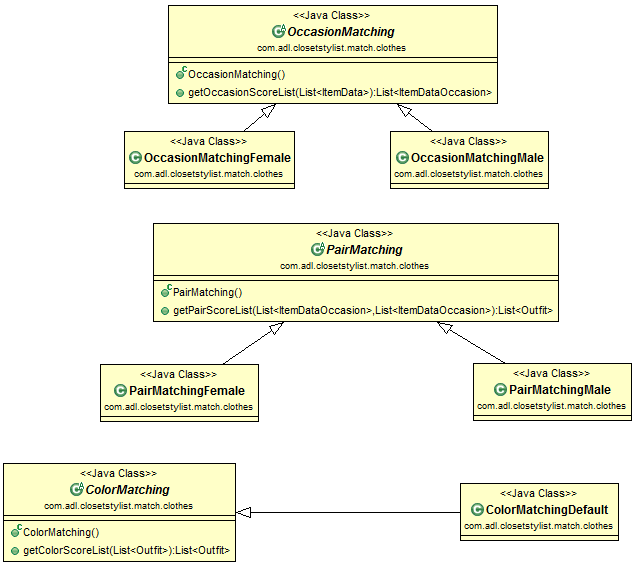 <<Java Class>>
OccasionMatching
com.adl.closetstylist.match.clothes
OccasionMatching()
getOccasionScoreList(List<ItemData>):List<ItemDataOccasion>
<<Java Class>>
OccasionMatchingFemale
com.adl.closetstylist.match.clothes
<<Java Class>>
OccasionMatchingMale
com.adl.closetstylist.match.clothes
<<Java Class>>
PairMatching
com.adl.closetstylist.match.clothes
PairMatching()
getPairScoreList(List<ItemDataOccasion>,List<ItemDataOccasion>):List<Outfit>
<<Java Class>>
PairMatchingFemale
com.adl.closetstylist.match.clothes
<<Java Class>>
PairMatchingMale
com.adl.closetstylist.match.clothes
<<Java Class>>
ColorMatching
com.adl.closetstylist.match.clothes
ColorMatching()
getColorScoreList(List<Outfit>):List<Outfit>
<<Java Class>>
ColorMatchingDefault
com.adl.closetstylist.match.clothes